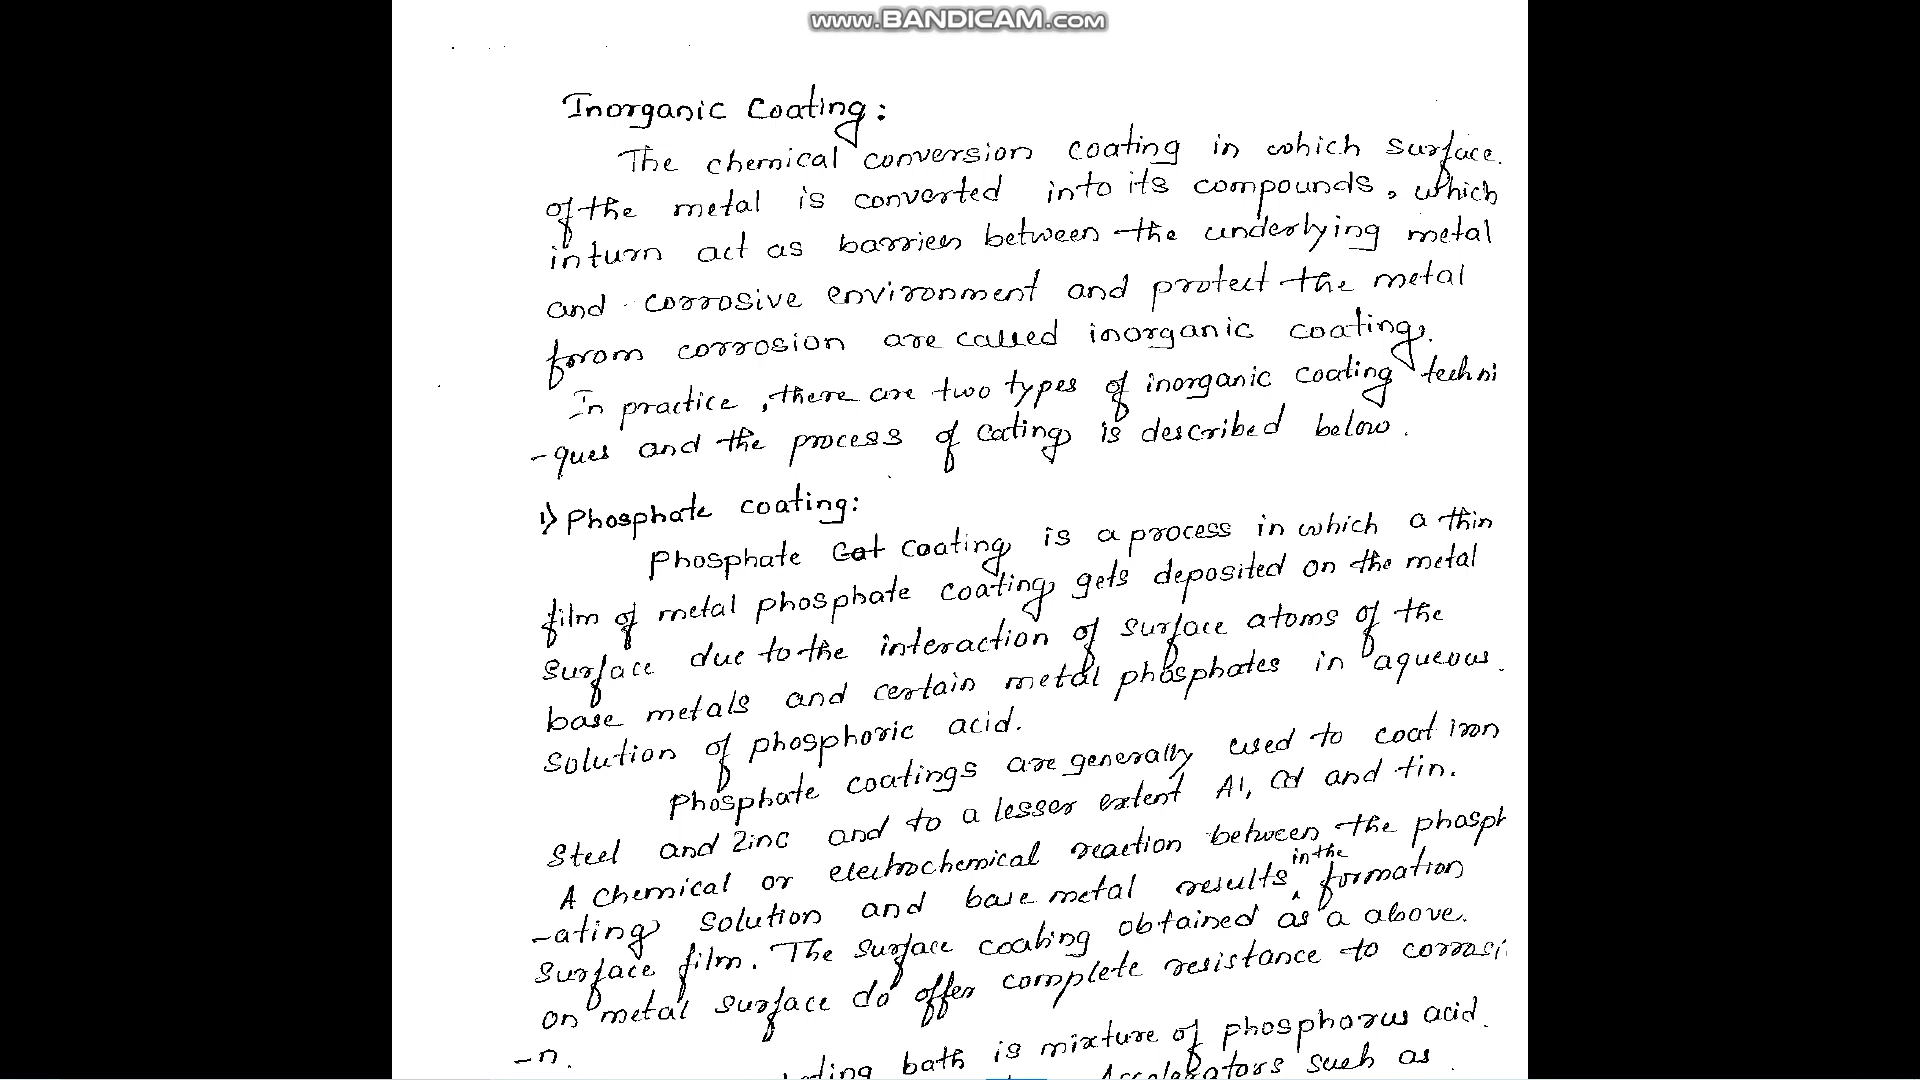 www.BANDICAM.com
Inorganic Coating:
The chemical conversion coating in which surface.
of the metal is converted into its compounds, which
inturn act as barrier between the underlying metal
and corrosive environment and protect the metal
from corrosion are called inorganic coating.
In practice, there are two types of inorganic coating techni
-ques and the process of coting is described below.
1) Phosphate coating:
Phosphate Cot Coating is a process in which a thin
film of metal phosphate coating gets deposited on the metal
surface due to the interaction of surface atoms of the
base metals and certain metal phosphates in aqueous.
Solution of phosphoric acid.
Phosphate coatings are generally used to coat iron
Steel and Zinc and to a lesser extent Al, Cd and tin.
A chemical or electrochemical reaction between the phosph
-ating solution and base metal results in the formation
surface film. The surface coating obtained as a above.
on metal surface do offer complete resistance to corrosi
-n.
ating bath is mixture of phosphorus acid.
Accelerators such as